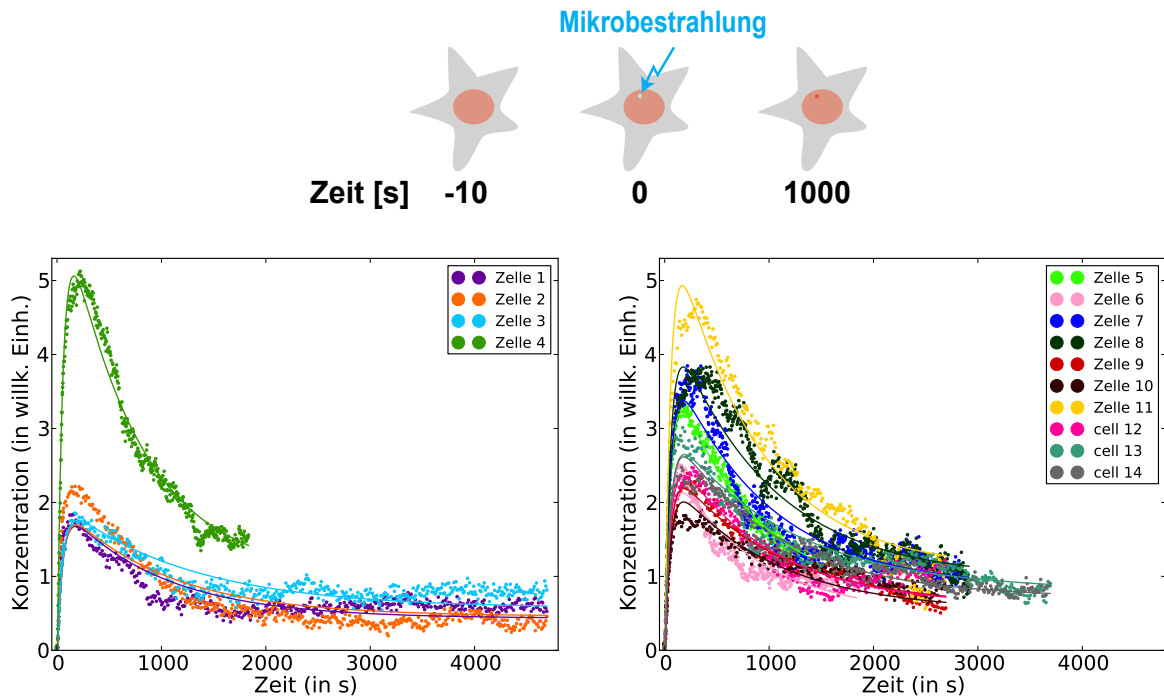 Mikrobestrahlung
Zeit [s] -10 0 1000
Konzentration (in willk. Einh.)
5
4
3
2
1
0
Zelle 1
Zelle 2
Zelle 3
Zelle 4
0 1000 2000 3000 4000
Zeit (in s)
Konzentration (in willk. Einh.)
5
4
3
2
1
0
Zelle 5
Zelle 6
Zelle 7
Zelle 8
Zelle 9
Zelle 10
Zelle 11
cell 12
cell 13
cell 14
0 1000 2000 3000 4000
Zeit (in s)